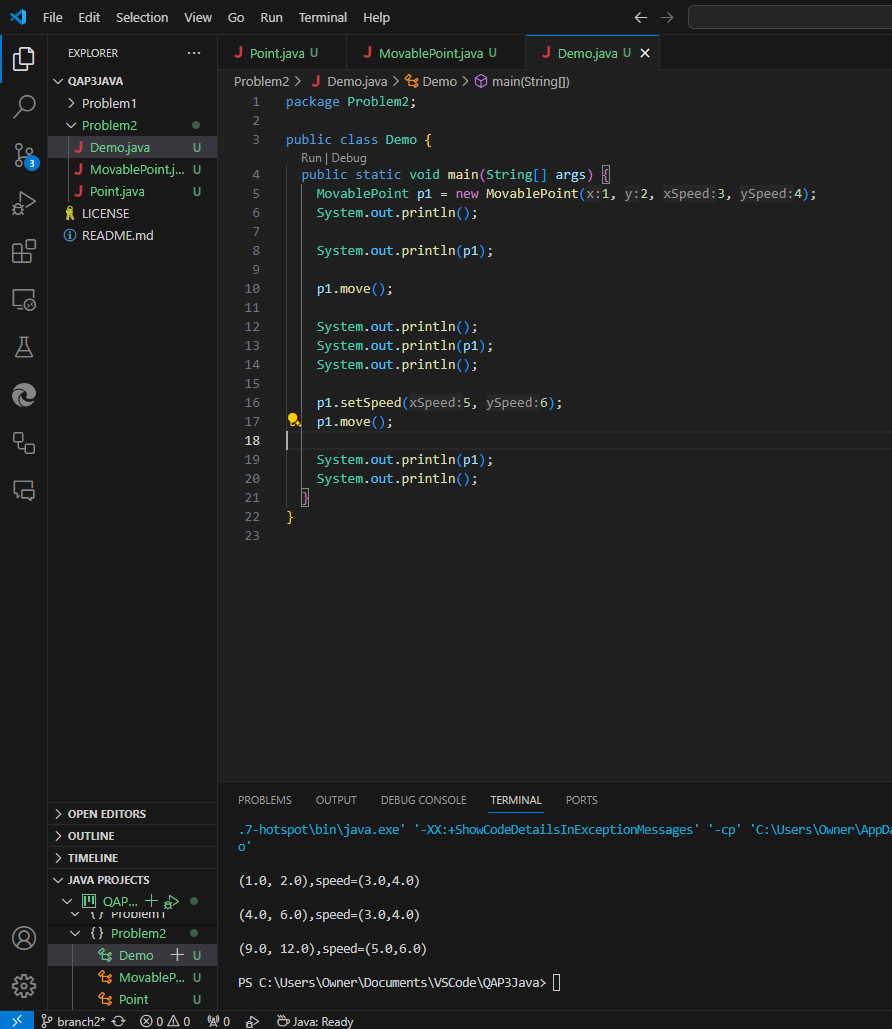 File Edit Selection View Go Run Terminal Help
EXPLORER
QAP3JAVA
Problem1
Problem2
Demo.java U
MovablePoint.j... U
Point.java U
LICENSE
README.md
3
OPEN EDITORS
OUTLINE
TIMELINE
JAVA PROJECTS
QAP...
{} Problem1
{} Problem2
Demo U
MovableP... U
Point U
Point.java U MovablePoint.java U Demo.java U
Problem2 > Demo.java > Demo > main(String[])
1 package Problem2;
2
3 public class Demo {
Run | Debug
4 public static void main(String[] args) {
5 MovablePoint p1 = new MovablePoint(x:1, y:2, xSpeed:3, ySpeed:4);
6 System.out.println();
7
8 System.out.println(p1);
9
10 p1.move();
11
12 System.out.println();
13 System.out.println(p1);
14 System.out.println();
15
16 p1.setSpeed(xSpeed:5, ySpeed:6);
17 p1.move();
18
19 System.out.println(p1);
20 System.out.println();
21 }
22 }
23
PROBLEMS OUTPUT DEBUG CONSOLE TERMINAL PORTS
.7-hotspot\bin\java.exe' '-XX:+ShowCodeDetailsInExceptionMessages' '-cp' 'C:\Users\Owner\AppDa
o'
(1.0, 2.0),speed=(3.0,4.0)
(4.0, 6.0),speed=(3.0,4.0)
(9.0, 12.0),speed=(5.0,6.0)
PS C:\Users\Owner\Documents\VSCode\QAP3Java>
branch2* 0 0 0 Java: Ready